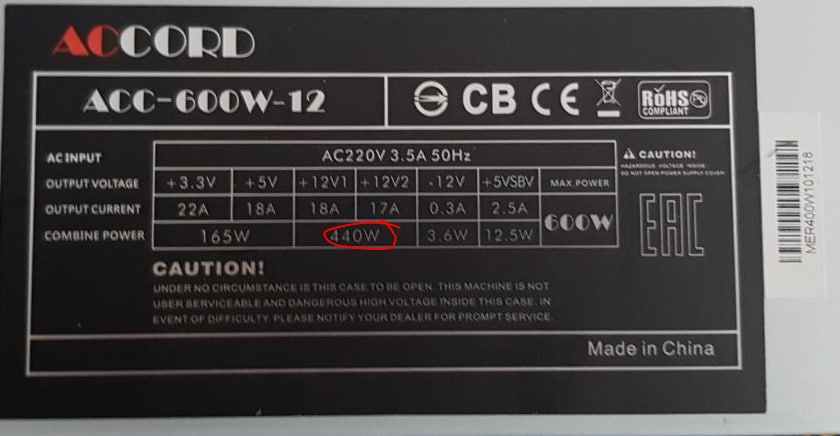 ACCORD
ACC-600W-12
CB CE RoHS
COMPLIANT
AC INPUT AC220V 3.5A 50Hz
OUTPUT VOLTAGE +3.3V +5V +12V1 +12V2 -12V +5VSBV MAX.POWER
OUTPUT CURRENT 22A 18A 18A 17A 0.3A 2.5A 600W
COMBINE POWER 165W 440W 3.6W 12.5W
CAUTION!
HAZARDOUS VOLTAGE INSIDE
DO NOT OPEN POWER SUPPLY COVER
EAC
MER400W101218
CAUTION!
UNDER NO CIRCUMSTANCE IS THIS CASE TO BE OPEN. THIS MACHINE IS NOT
USER SERVICEABLE AND DANGEROUS HIGH VOLTAGE INSIDE THIS CASE. IN
EVENT OF DIFFICULTY. PLEASE NOTIFY YOUR DEALER FOR PROMPT SERVICE.
Made in China